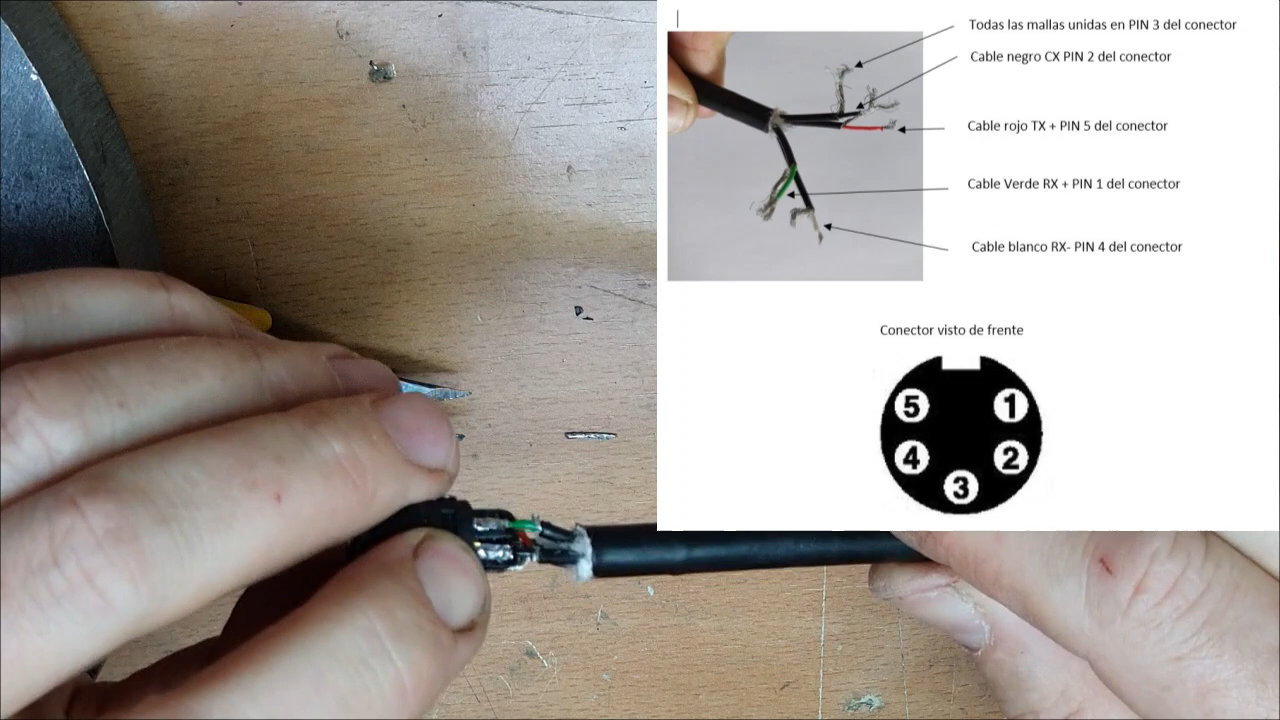 Todas las mallas unidas en PIN 3 del conector
Cable negro CX PIN 2 del conector
Cable rojo TX + PIN 5 del conector
Cable Verde RX + PIN 1 del conector
Cable blanco RX- PIN 4 del conector
Conector visto de frente
5 1
4 2
3